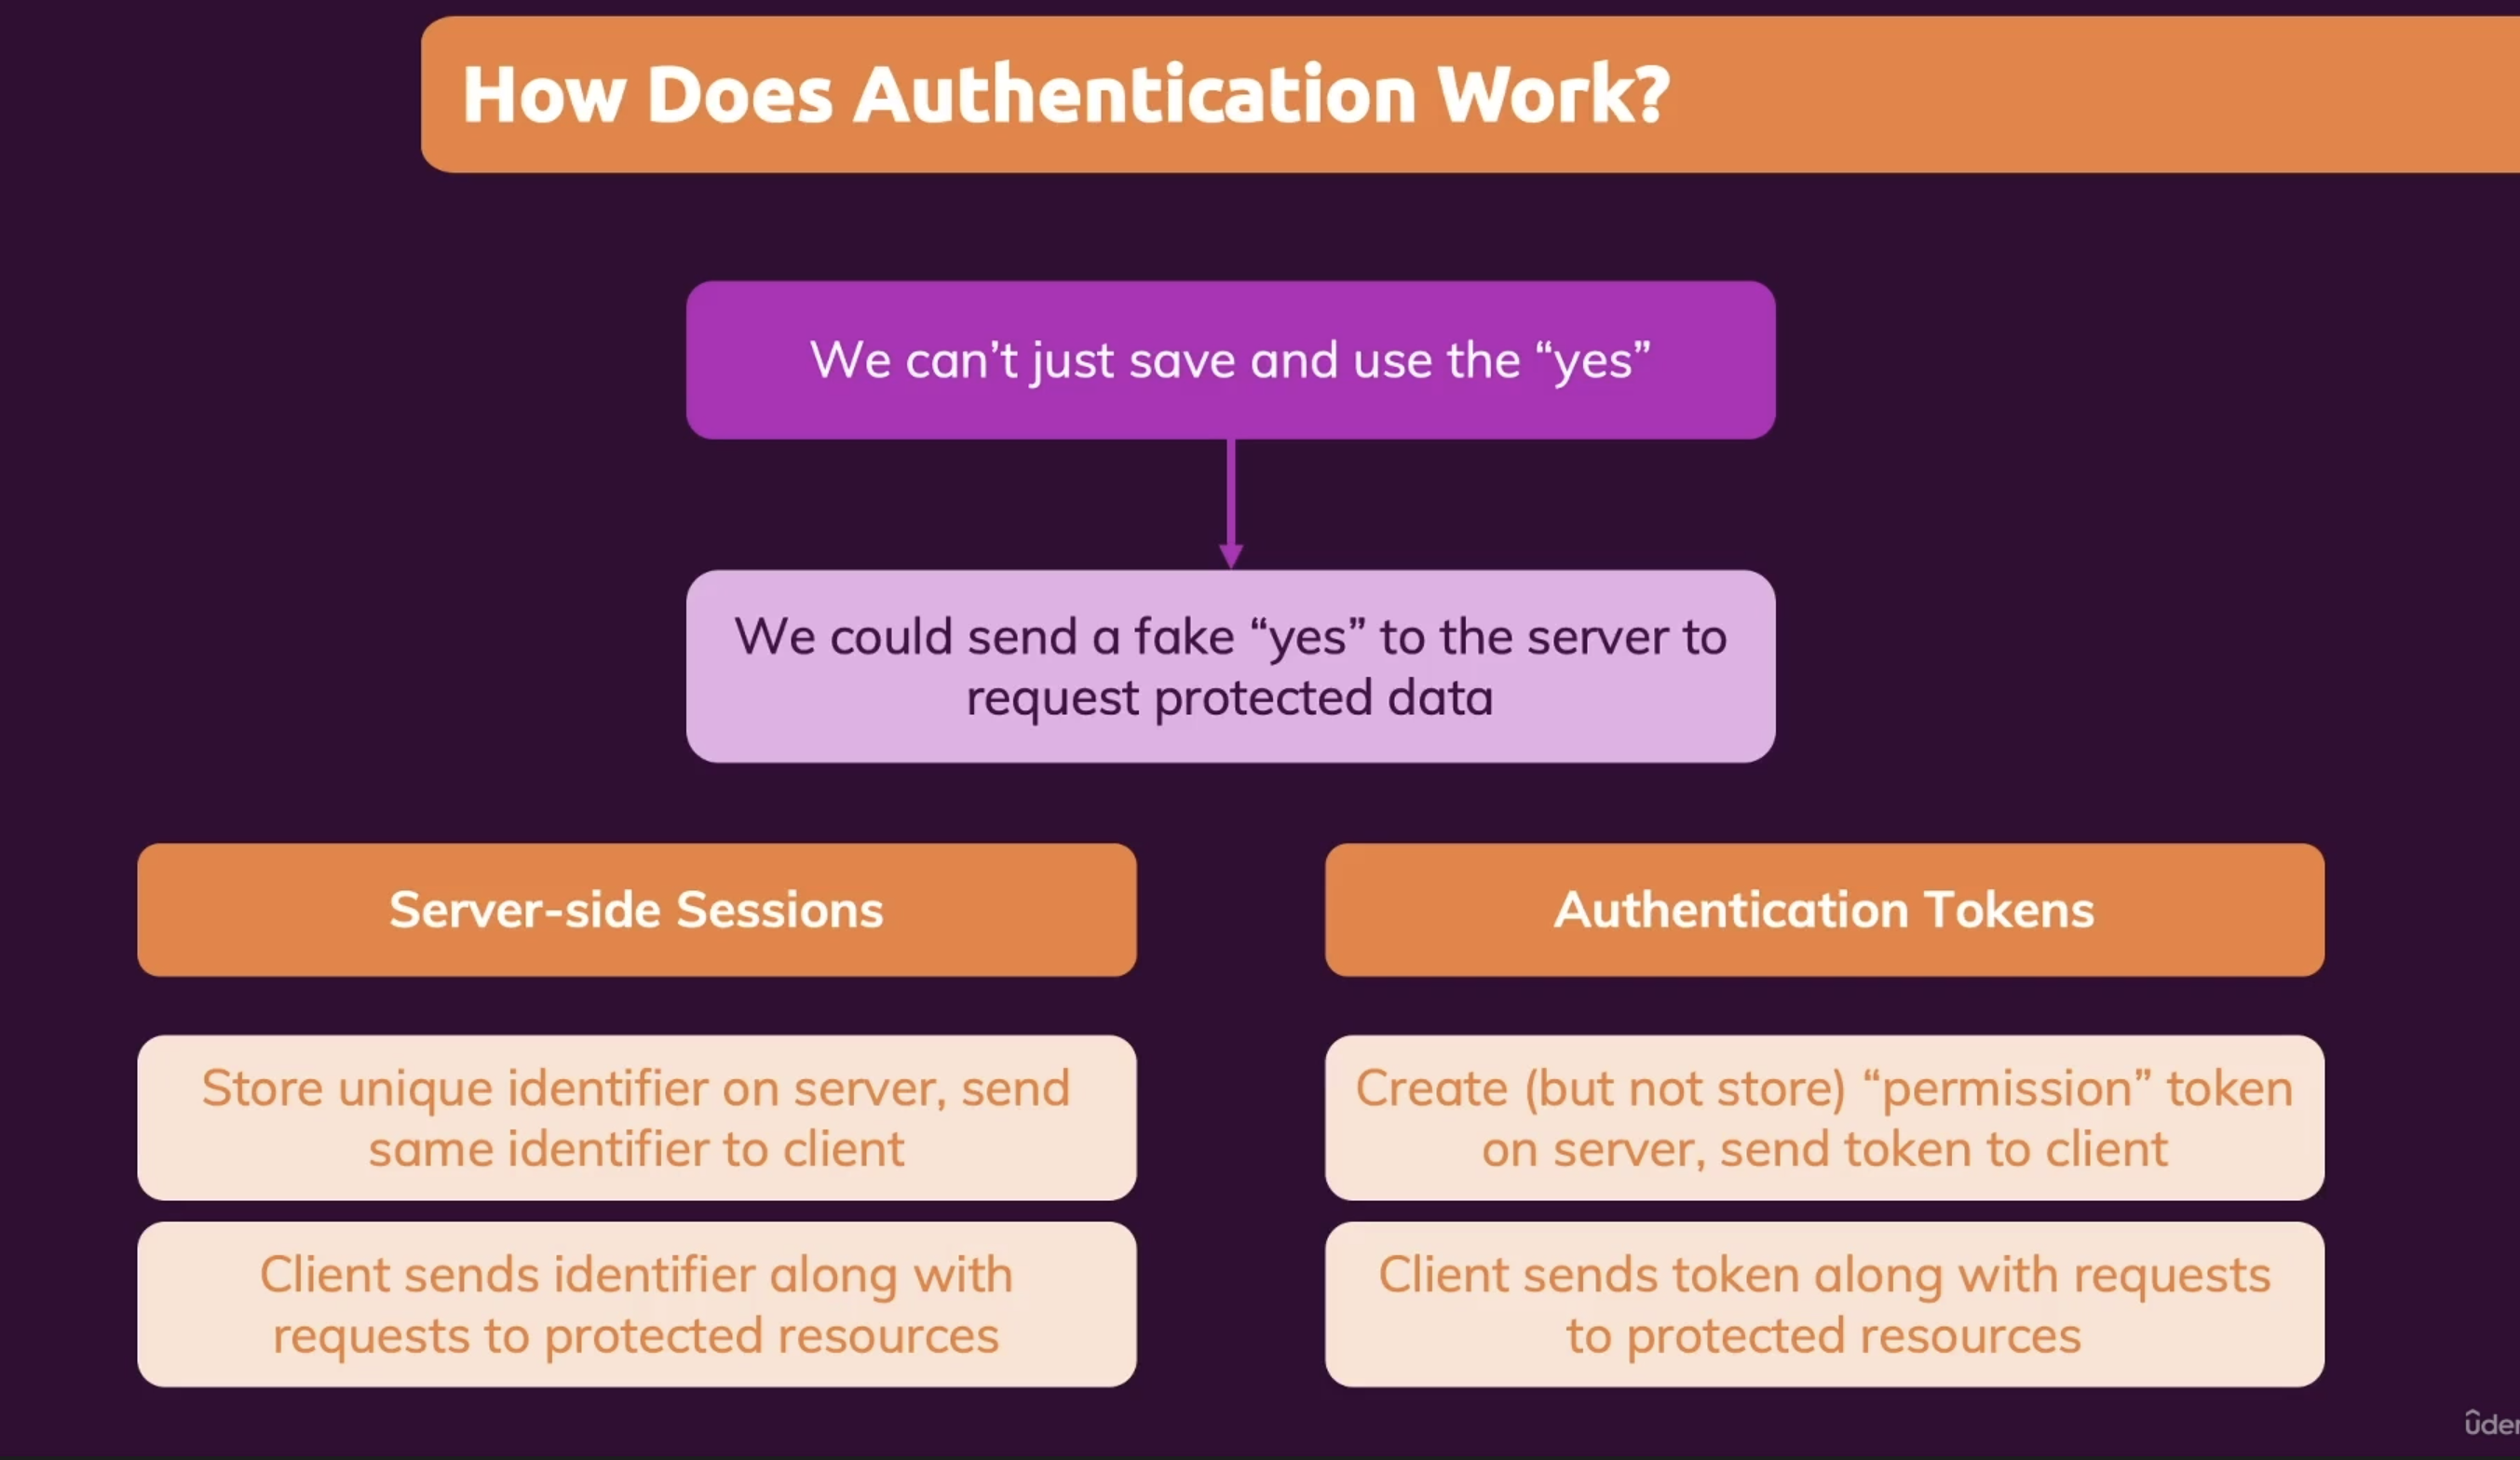 How Does Authentication Work?
We can’t just save and use the “yes”
We could send a fake “yes” to the server to
request protected data
Server-side Sessions
Authentication Tokens
Store unique identifier on server, send
same identifier to client
Create (but not store) “permission” token
on server, send token to client
Client sends identifier along with
requests to protected resources
Client sends token along with requests
to protected resources